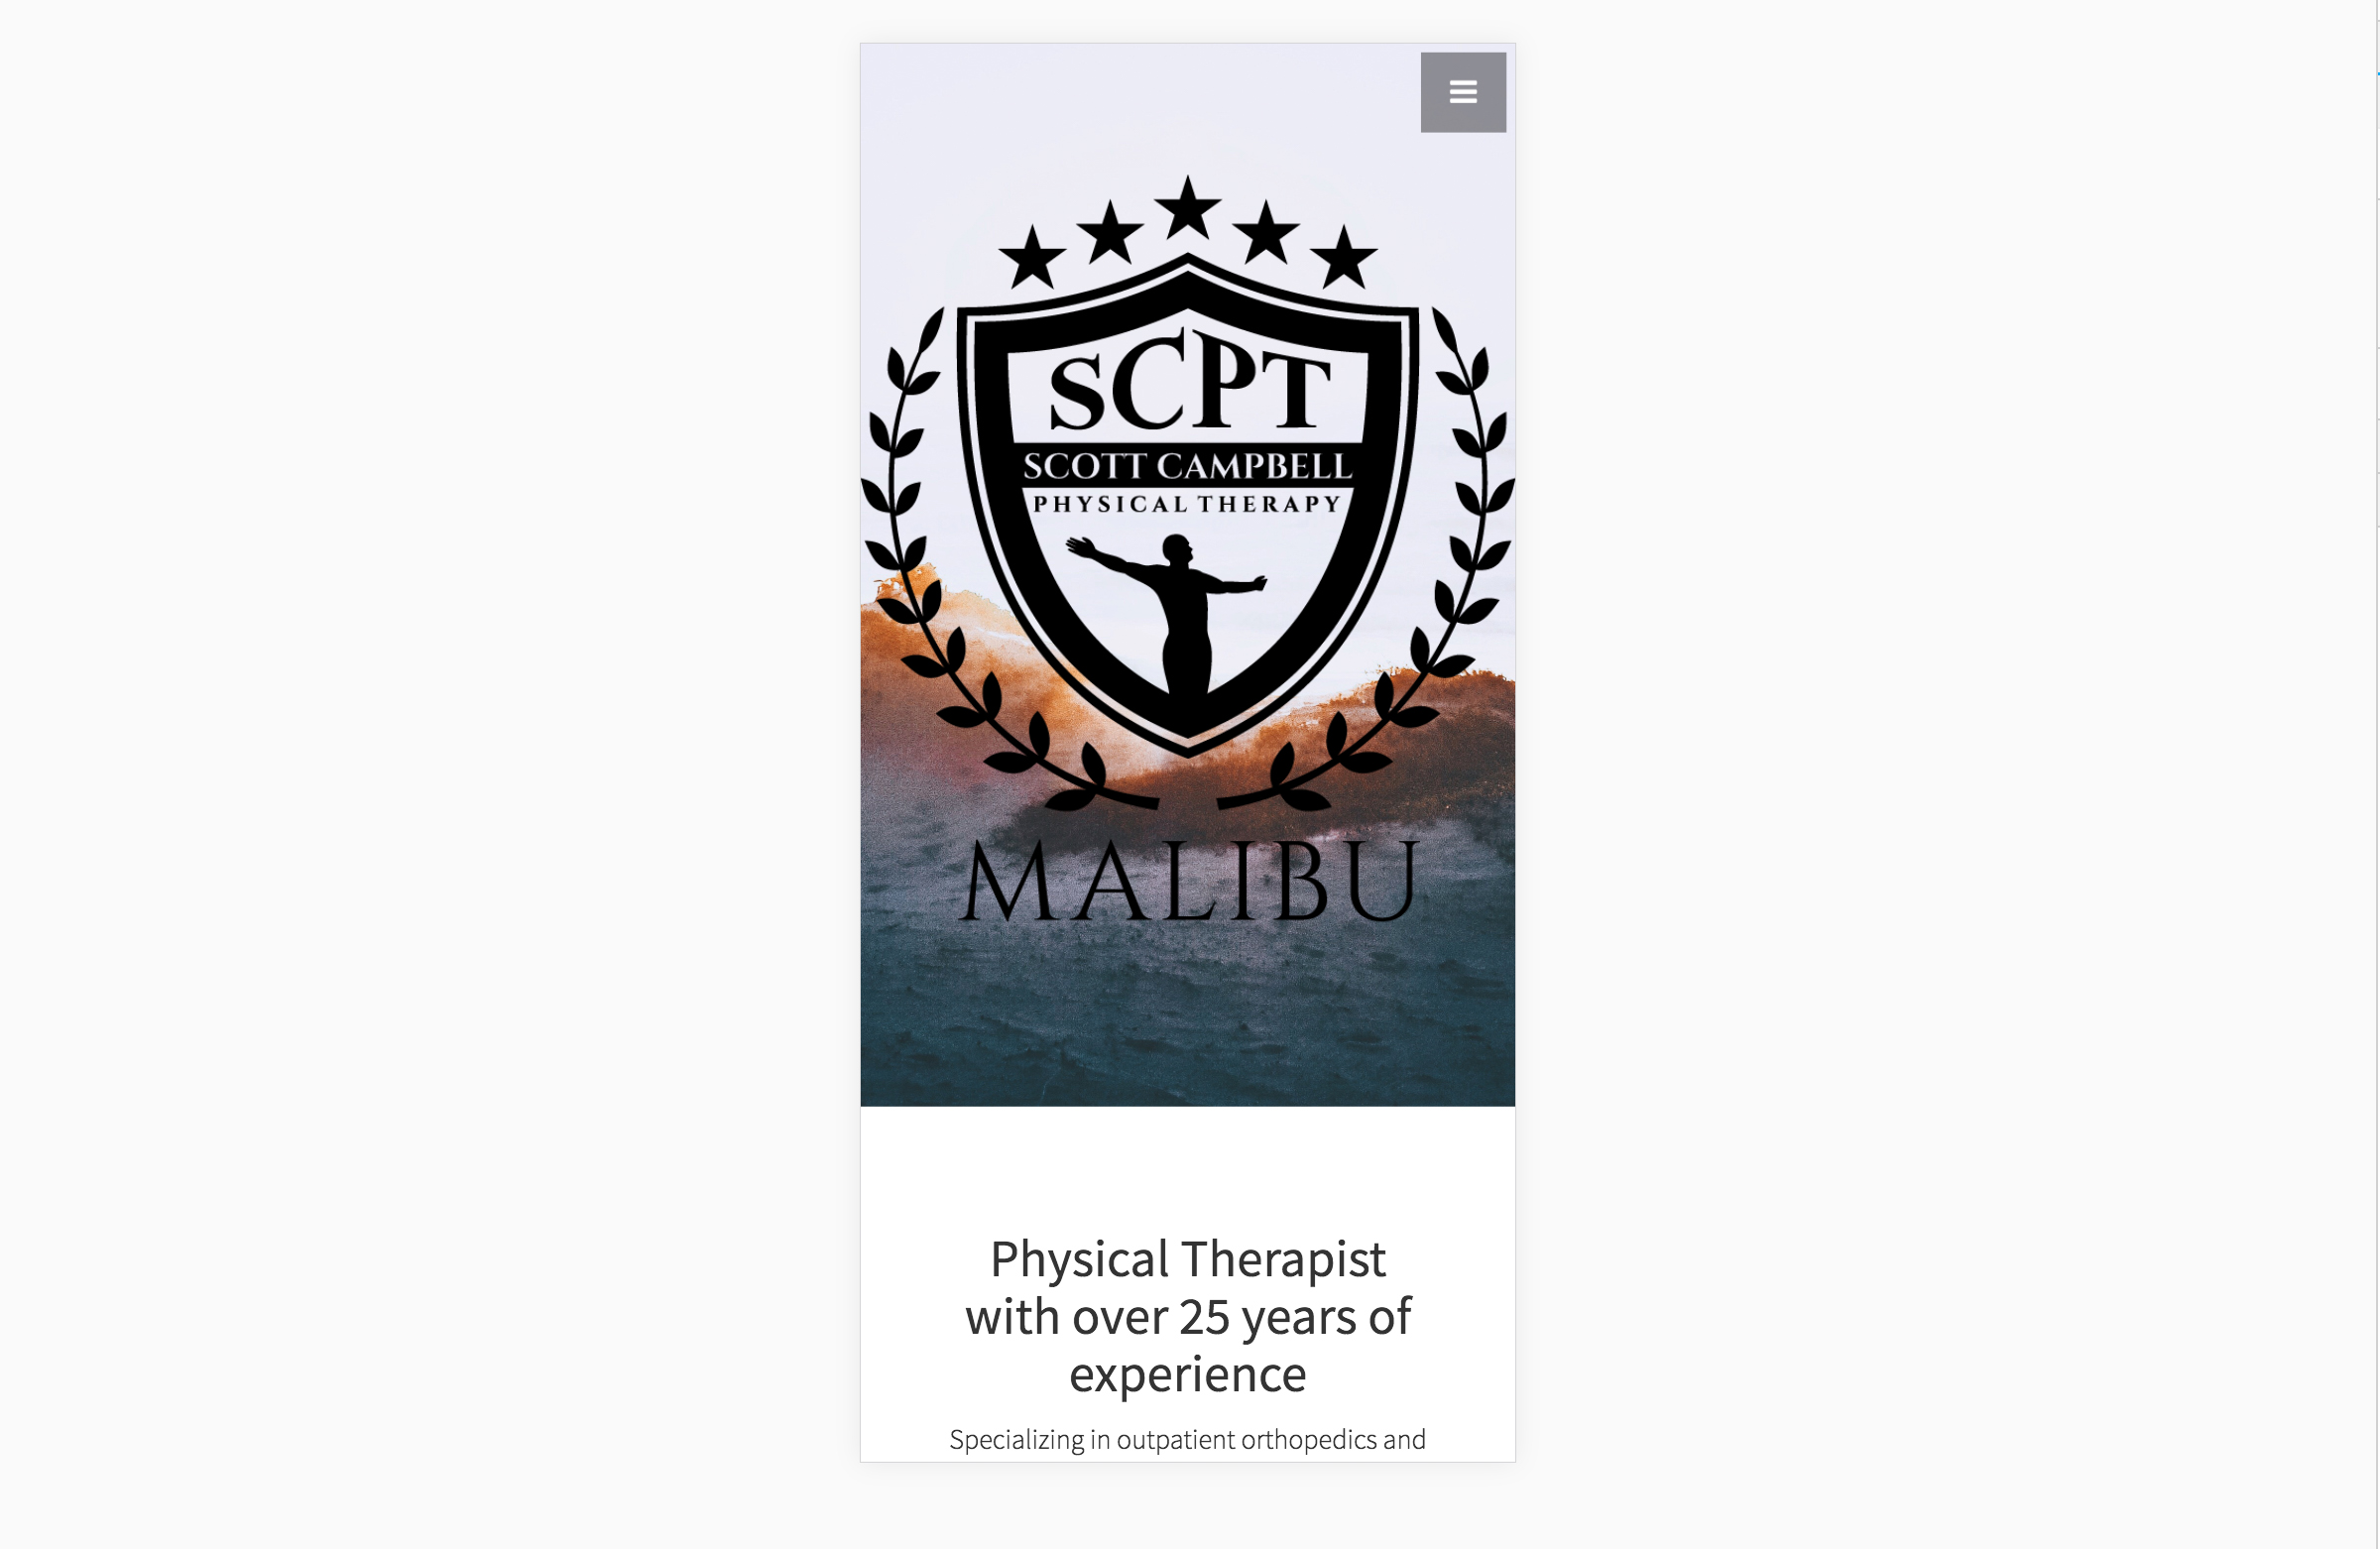 SCPT
SCOTT CAMPBELL
PHYSICAL THERAPY
MALIBU
Physical Therapist
with over 25 years of
experience
Specializing in outpatient orthopedics and